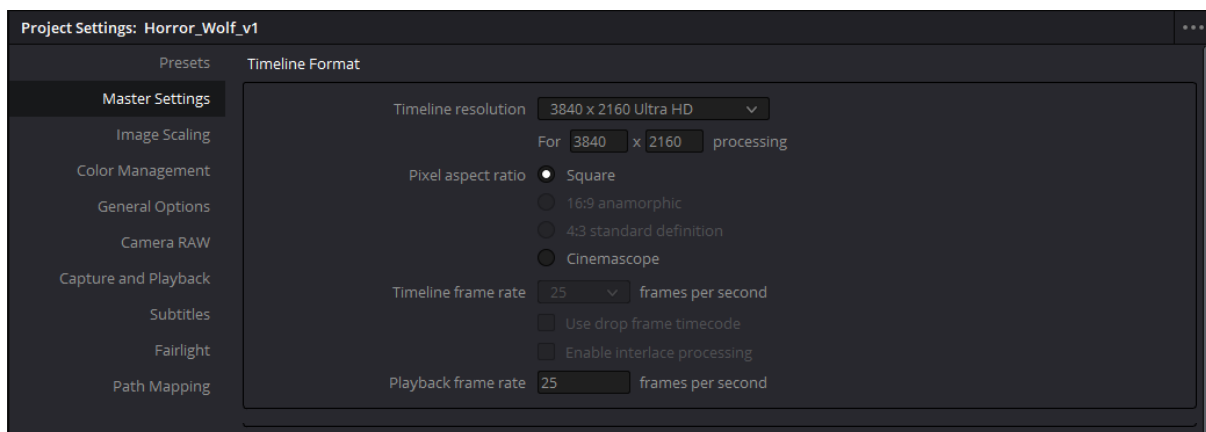 Project Settings: Horror_Wolf_v1
Presets
Master Settings
Image Scaling
Color Management
General Options
Camera RAW
Capture and Playback
Subtitles
Fairlight
Path Mapping
Timeline Format
Timeline resolution 3840 x 2160 Ultra HD
For 3840 x 2160 processing
Pixel aspect ratio Square
16:9 anamorphic
4:3 standard definition
Cinemascope
Timeline frame rate 25 frames per second
Use drop frame timecode
Enable interlace processing
Playback frame rate 25 frames per second